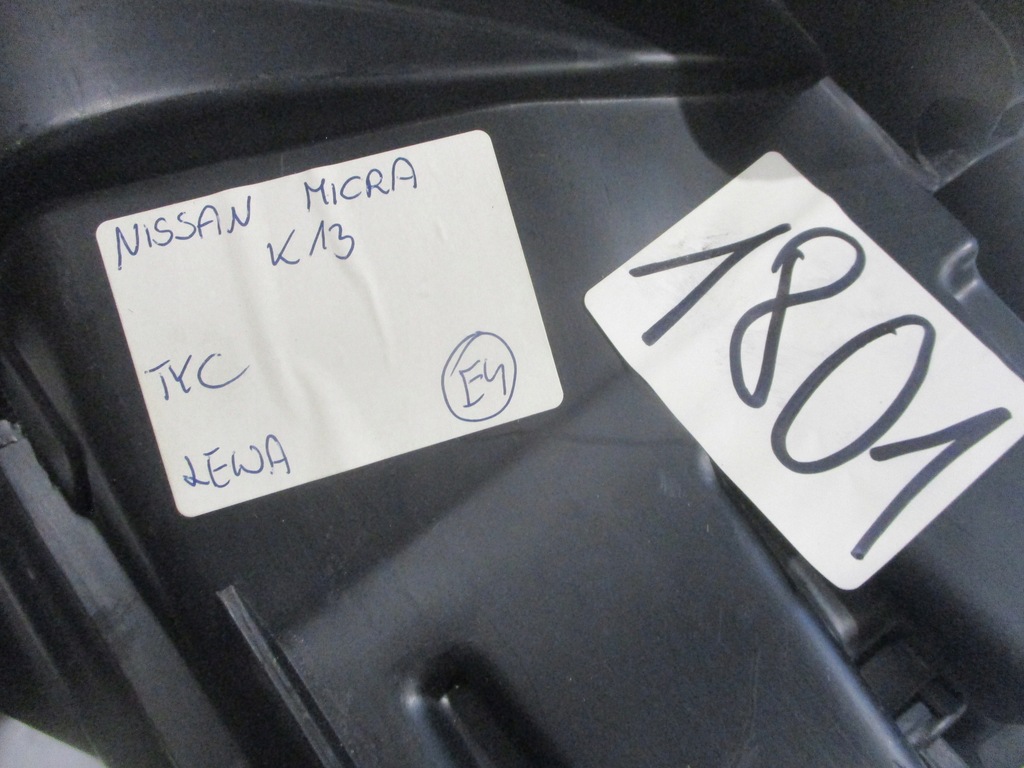 NISSAN MICRA
K13
TYC
E4
LEWA
1801